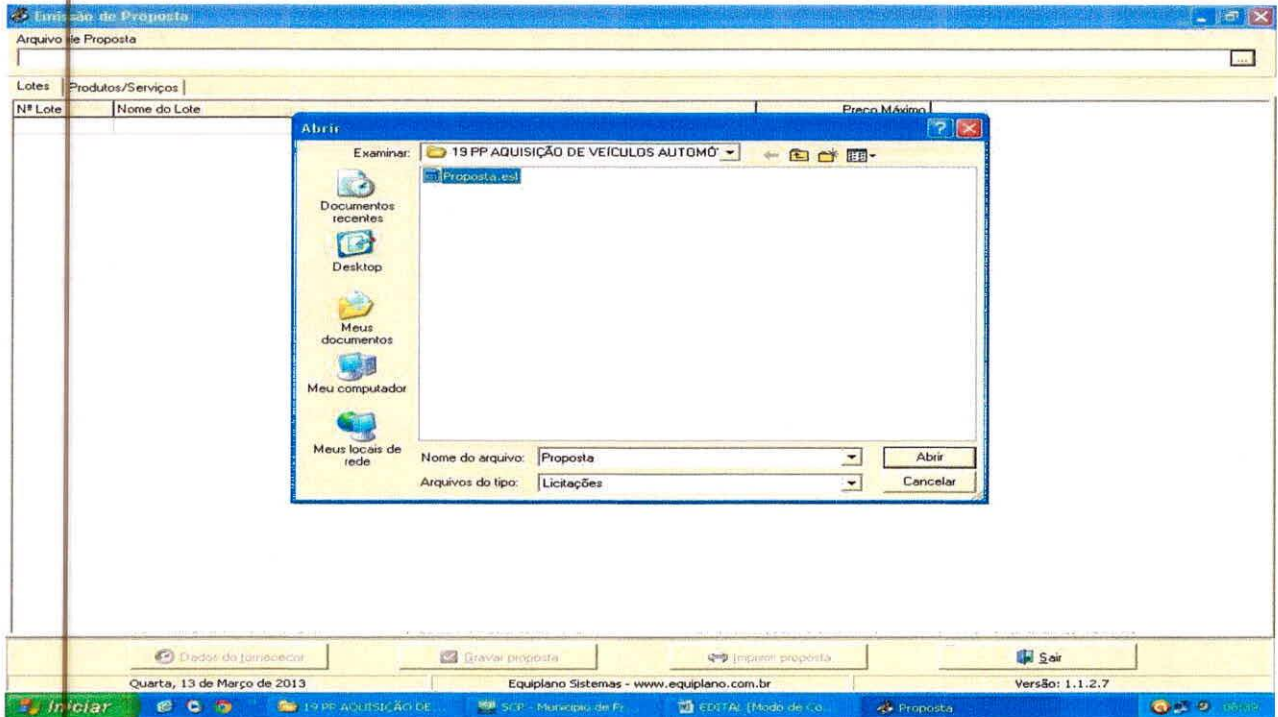 Emissão de Proposta
Arquivo de Proposta
...
Lotes Produtos/Serviços
Nº Lote Nome do Lote Preço Máximo
Abrir
Examinar: 19 PP AQUISIÇÃO DE VEÍCULOS AUTOMÓ
Proposta.esl
Documentos
recentes
Desktop
Meus
documentos
Meu computador
Meus locais de
rede
Nome do arquivo: Proposta Abrir
Arquivos do tipo: Licitações Cancelar
Dados do fornecedor Gravar proposta Imprimir proposta Sair
Quarta, 13 de Março de 2013 Equiplano Sistemas - www.equiplano.com.br Versão: 1.1.2.7
Iniciar 19 PP AQUISIÇÃO DE ... SCP - Município de Fr... EDITAL [Modo de Co... Proposta